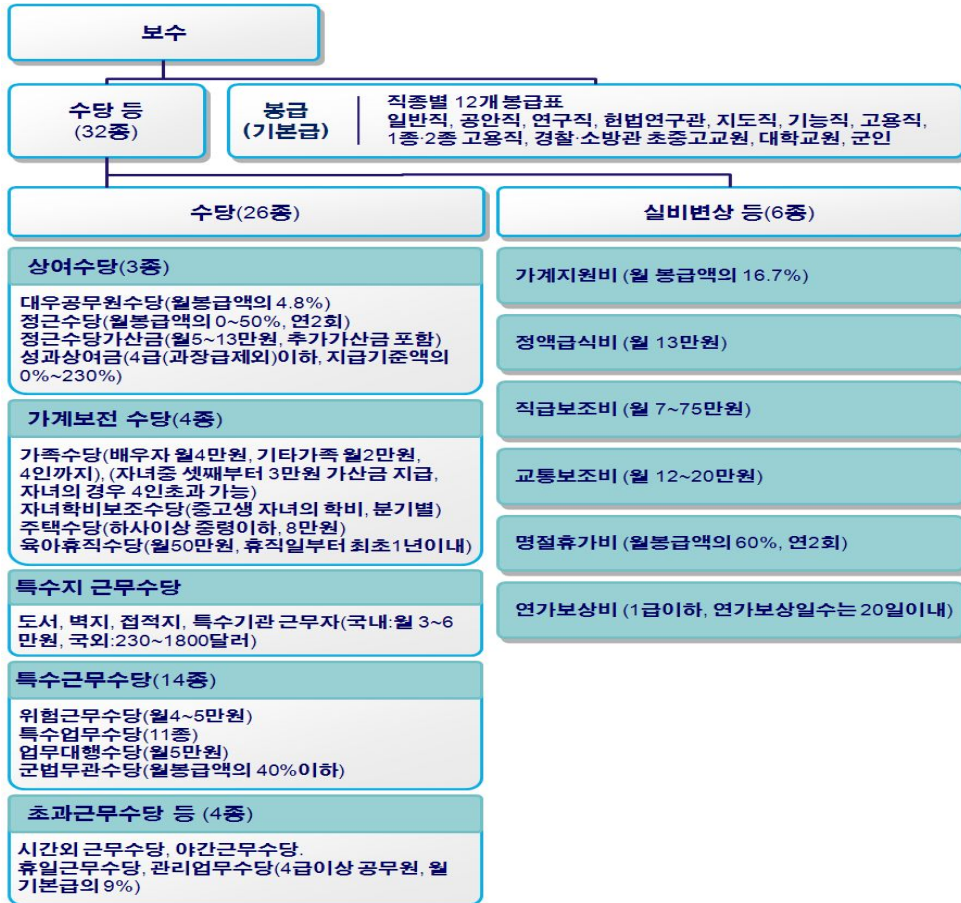 보수
수당 등
(32종)
봉급
(기본급)
직종별 12개 봉급표
일반직, 공안직, 연구직, 헌법연구관, 지도직, 기능직, 고용직,
1종·2종 고용직, 경찰·소방관 초중고교원, 대학교원, 군인
수당(26종)
상여수당(3종)
대우공무원수당(월봉급액의 4.8%)
정근수당(월봉급액의 0~50%, 연2회)
정근수당가산금(월5~13만원, 추가가산금 포함)
성과상여금(4급(과장급제외)이하, 지급기준액의
0%~230%)
가계보전 수당(4종)
가족수당(배우자 월4만원, 기타가족 월2만원,
4인까지), (자녀중 셋째부터 3만원 가산금 지급,
자녀의 경우 4인초과 가능)
자녀학비보조수당(중고생 자녀의 학비, 분기별)
주택수당(하사이상 중령이하, 8만원)
육아휴직수당(월50만원, 휴직일부터 최초1년이내)
특수지 근무수당
도서, 벽지, 접적지, 특수기관 근무자(국내:월 3~6
만원, 국외:230~1800달러)
특수근무수당(14종)
위험근무수당(월4~5만원)
특수업무수당(11종)
업무대행수당(월5만원)
군법무관수당(월봉급액의 40%이하)
초과근무수당 등 (4종)
시간외 근무수당, 야간근무수당.
휴일근무수당, 관리업무수당(4급이상 공무원, 월
기본급의 9%)
실비변상 등(6종)
가계지원비 (월 봉급액의 16.7%)
정액급식비 (월 13만원)
직급보조비 (월 7~75만원)
교통보조비 (월 12~20만원)
명절휴가비 (월봉급액의 60%, 연2회)
연가보상비 (1급이하, 연가보상일수는 20일이내)